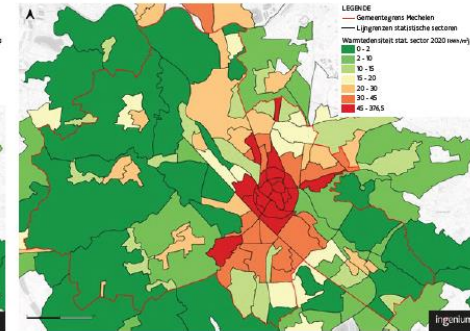 LEGENDE
Gemeentegrens Mechelen
Lijngrenzen statistische sectoren
Warmtedensiteit stat. sector 2020
0 - 2
2 - 10
10 - 15
15 - 20
20 - 30
30 - 45
45 - 376,5
ingenium